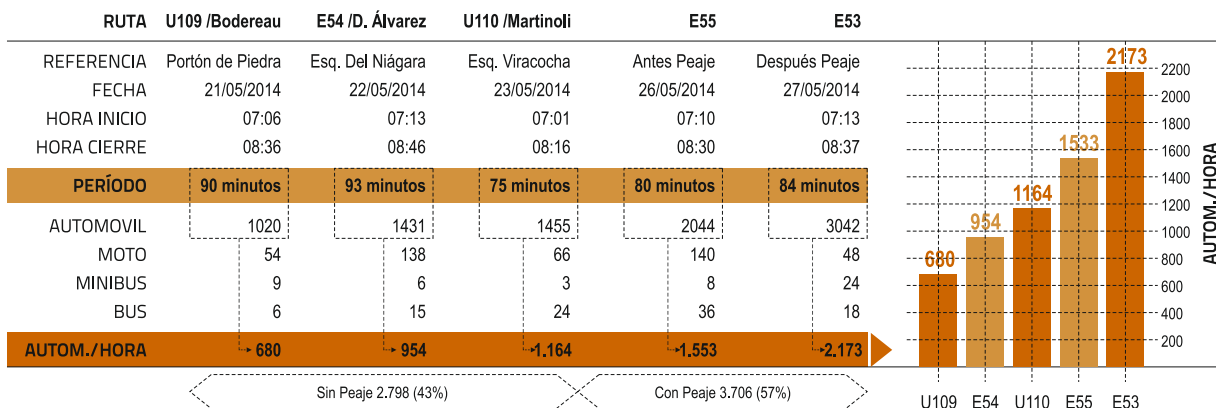 RUTA U109 /Bodereau E54 /D. Álvarez U110 /Martinoli E55 E53
REFERENCIA Portón de Piedra Esq. Del Niágara Esq. Viracocha Antes Peaje Después Peaje
FECHA 21/05/2014 22/05/2014 23/05/2014 26/05/2014 27/05/2014
HORA INICIO 07:06 07:13 07:01 07:10 07:13
HORA CIERRE 08:36 08:46 08:16 08:30 08:37
PERÍODO 90 minutos 93 minutos 75 minutos 80 minutos 84 minutos
AUTOMOVIL 1020 1431 1455 2044 3042
MOTO 54 138 66 140 48
MINIBUS 9 6 3 8 24
BUS 6 15 24 36 18
AUTOM./HORA 680 954 1.164 1.553 2.173
Sin Peaje 2.798 (43%) Con Peaje 3.706 (57%)
2173
1533
1164
954
680
2200
2000
1800
1600
1400
1200
1000
800
600
400
200
AUTOM./HORA
U109 E54 U110 E55 E53